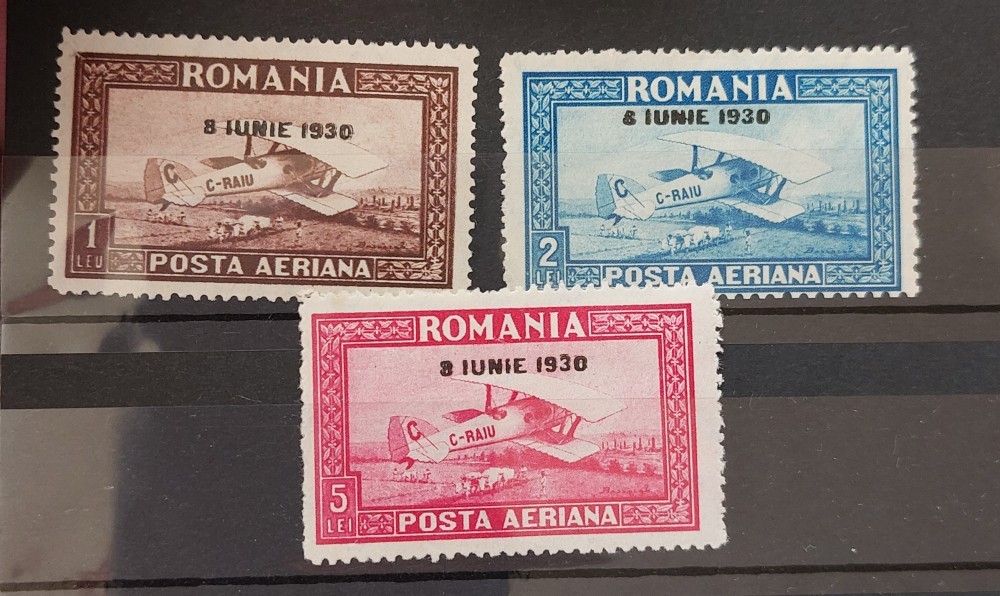 ROMANIA
8 IUNIE 1930
C
C-RAIU
1
LEU
POSTA AERIANA
ROMANIA
8 IUNIE 1930
C
C-RAIU
2
LEI
POSTA AERIANA
ROMANIA
8 IUNIE 1930
C
C-RAIU
5
LEI
POSTA AERIANA